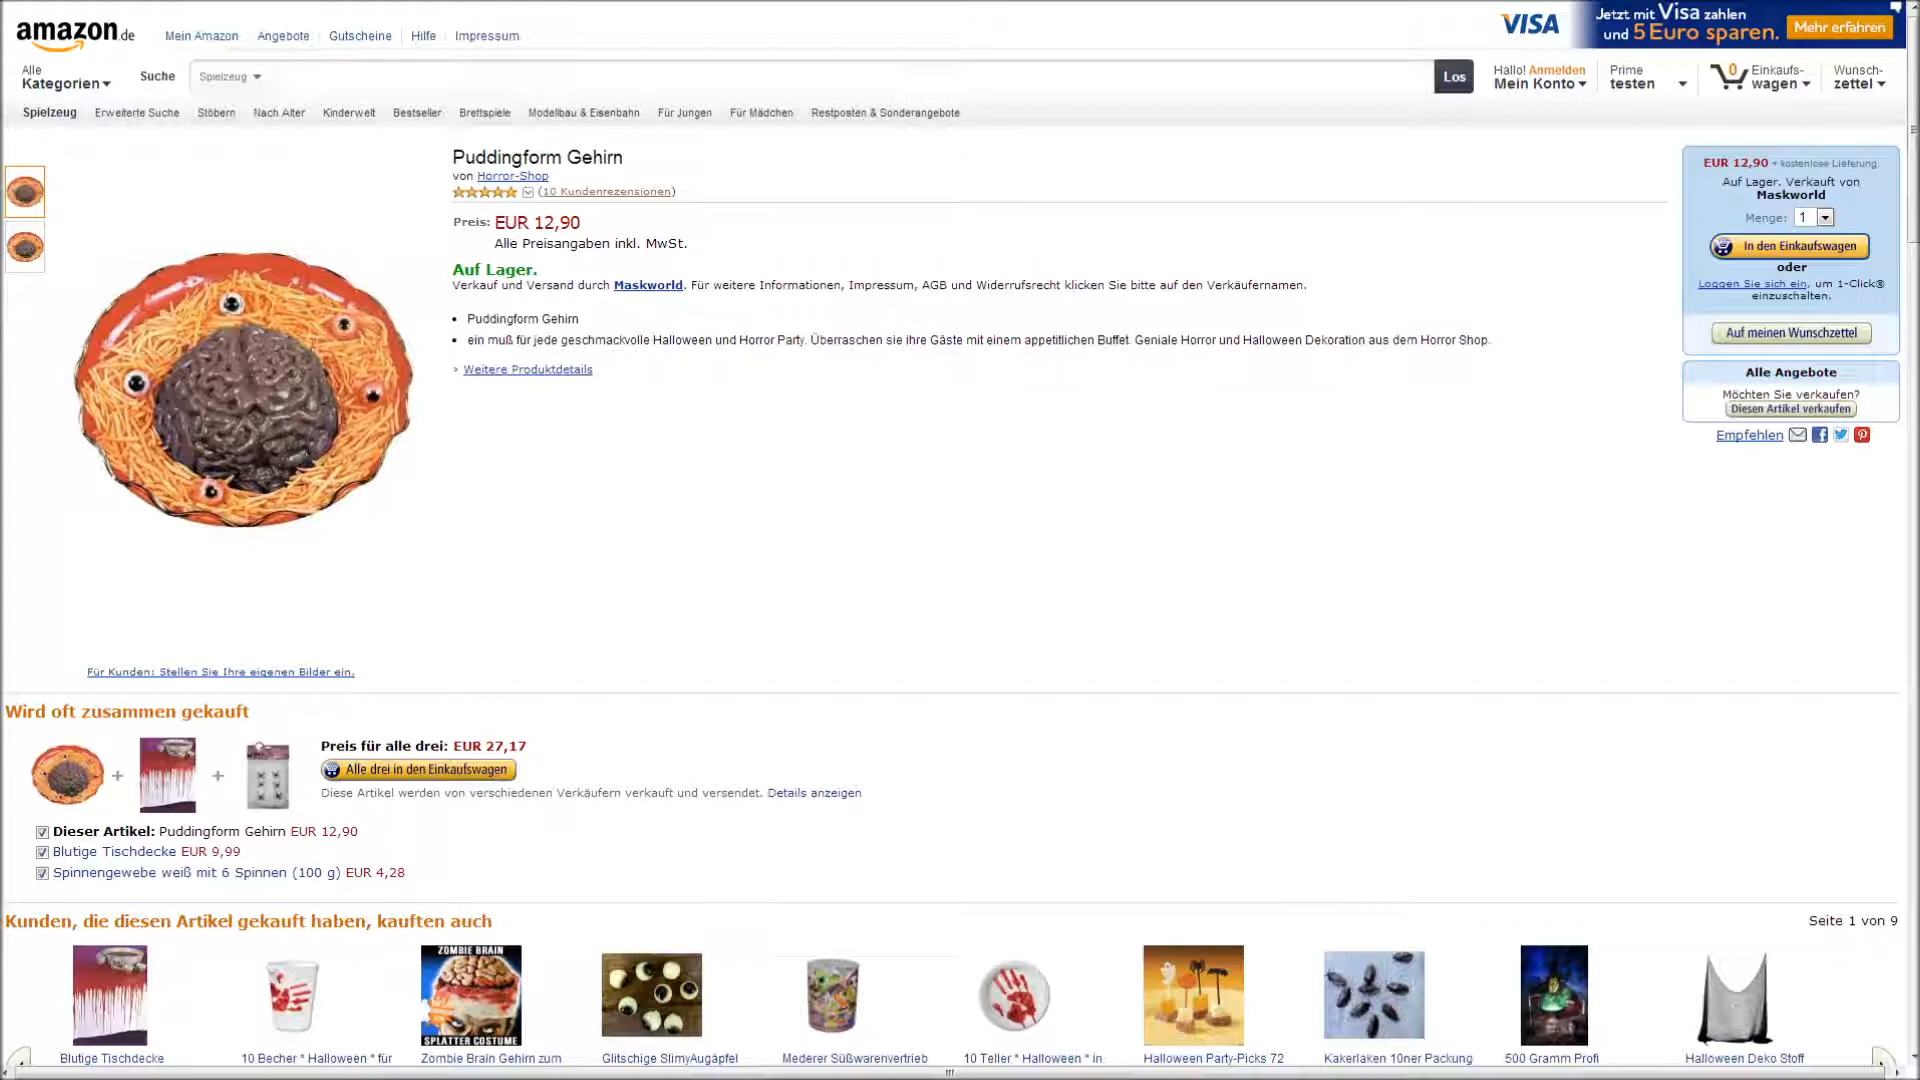 amazon.de
Mein Amazon
Angebote
Gutscheine
Hilfe
Impressum
VISA
Jetzt mit Visa zahlen
und 5 Euro sparen.
Mehr erfahren
Alle
Kategorien
Suche
Spielzeug
Los
Hallo! Anmelden
Mein Konto
Prime
testen
0
Einkaufs-
wagen
Wunsch-
zettel
Spielzeug
Erweiterte Suche
Stöbern
Nach Alter
Kinderwelt
Bestseller
Brettspiele
Modellbau & Eisenbahn
Für Jungen
Für Mädchen
Restposten & Sonderangebote
Puddingform Gehirn
von Horror-Shop
(10 Kundenrezensionen)
Preis: EUR 12,90
Alle Preisangaben inkl. MwSt.
Auf Lager.
Verkauf und Versand durch Maskworld. Für weitere Informationen, Impressum, AGB und Widerrufsrecht klicken Sie bitte auf den Verkäufernamen.
• Puddingform Gehirn
• ein muß für jede geschmackvolle Halloween und Horror Party. Überraschen sie ihre Gäste mit einem appetitlichen Buffet. Geniale Horror und Halloween Dekoration aus dem Horror Shop.
› Weitere Produktdetails
EUR 12,90 + kostenlose Lieferung.
Auf Lager. Verkauf von
Maskworld
Menge: 1
In den Einkaufswagen
oder
Loggen Sie sich ein, um 1-Click®
einzuschalten.
Auf meinen Wunschzettel
Alle Angebote
Möchten Sie verkaufen?
Diesen Artikel verkaufen
Empfehlen
Für Kunden: Stellen Sie Ihre eigenen Bilder ein.
Wird oft zusammen gekauft
Preis für alle drei: EUR 27,17
Alle drei in den Einkaufswagen
Diese Artikel werden von verschiedenen Verkäufern verkauft und versendet. Details anzeigen
Dieser Artikel: Puddingform Gehirn EUR 12,90
Blutige Tischdecke EUR 9,99
Spinnengewebe weiß mit 6 Spinnen (100 g) EUR 4,28
Kunden, die diesen Artikel gekauft haben, kauften auch
Seite 1 von 9
ZOMBIE BRAIN
SPLATTER COSTUME
Blutige Tischdecke
10 Becher * Halloween * für
Zombie Brain Gehirn zum
Glitschige SlimyAugäpfel
Mederer Süßwarenvertrieb
10 Teller * Halloween * in
Halloween Party-Picks 72
Kakerlaken 10ner Packung
500 Gramm Profi
Halloween Deko Stoff